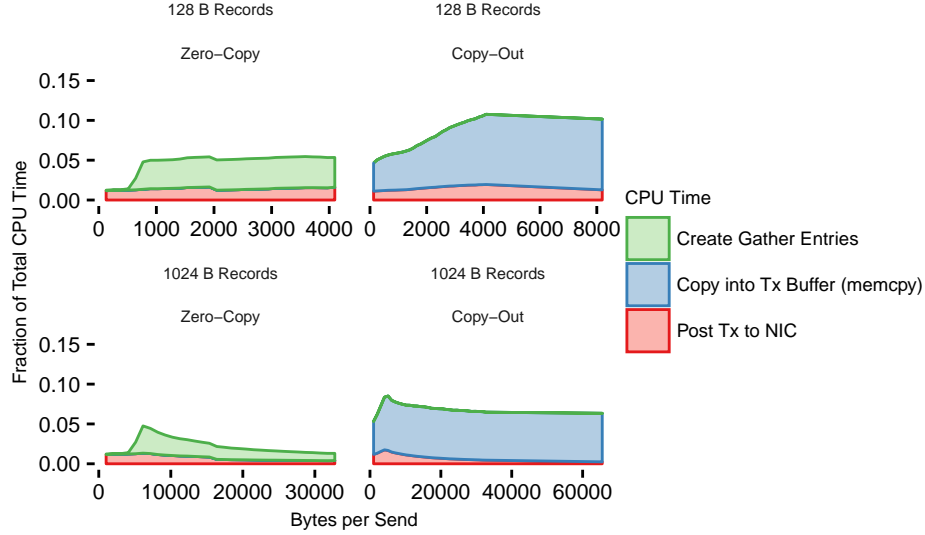 128 B Records
128 B Records
Zero−Copy
Copy−Out
0.15
0.10
0.05
0.00
0 1000 2000 3000 4000
0 2000 4000 6000 8000
1024 B Records
1024 B Records
Zero−Copy
Copy−Out
0.15
0.10
0.05
0.00
0 10000 20000 30000
0 20000 40000 60000
Bytes per Send
Fraction of Total CPU Time
CPU Time
Create Gather Entries
Copy into Tx Buffer (memcpy)
Post Tx to NIC